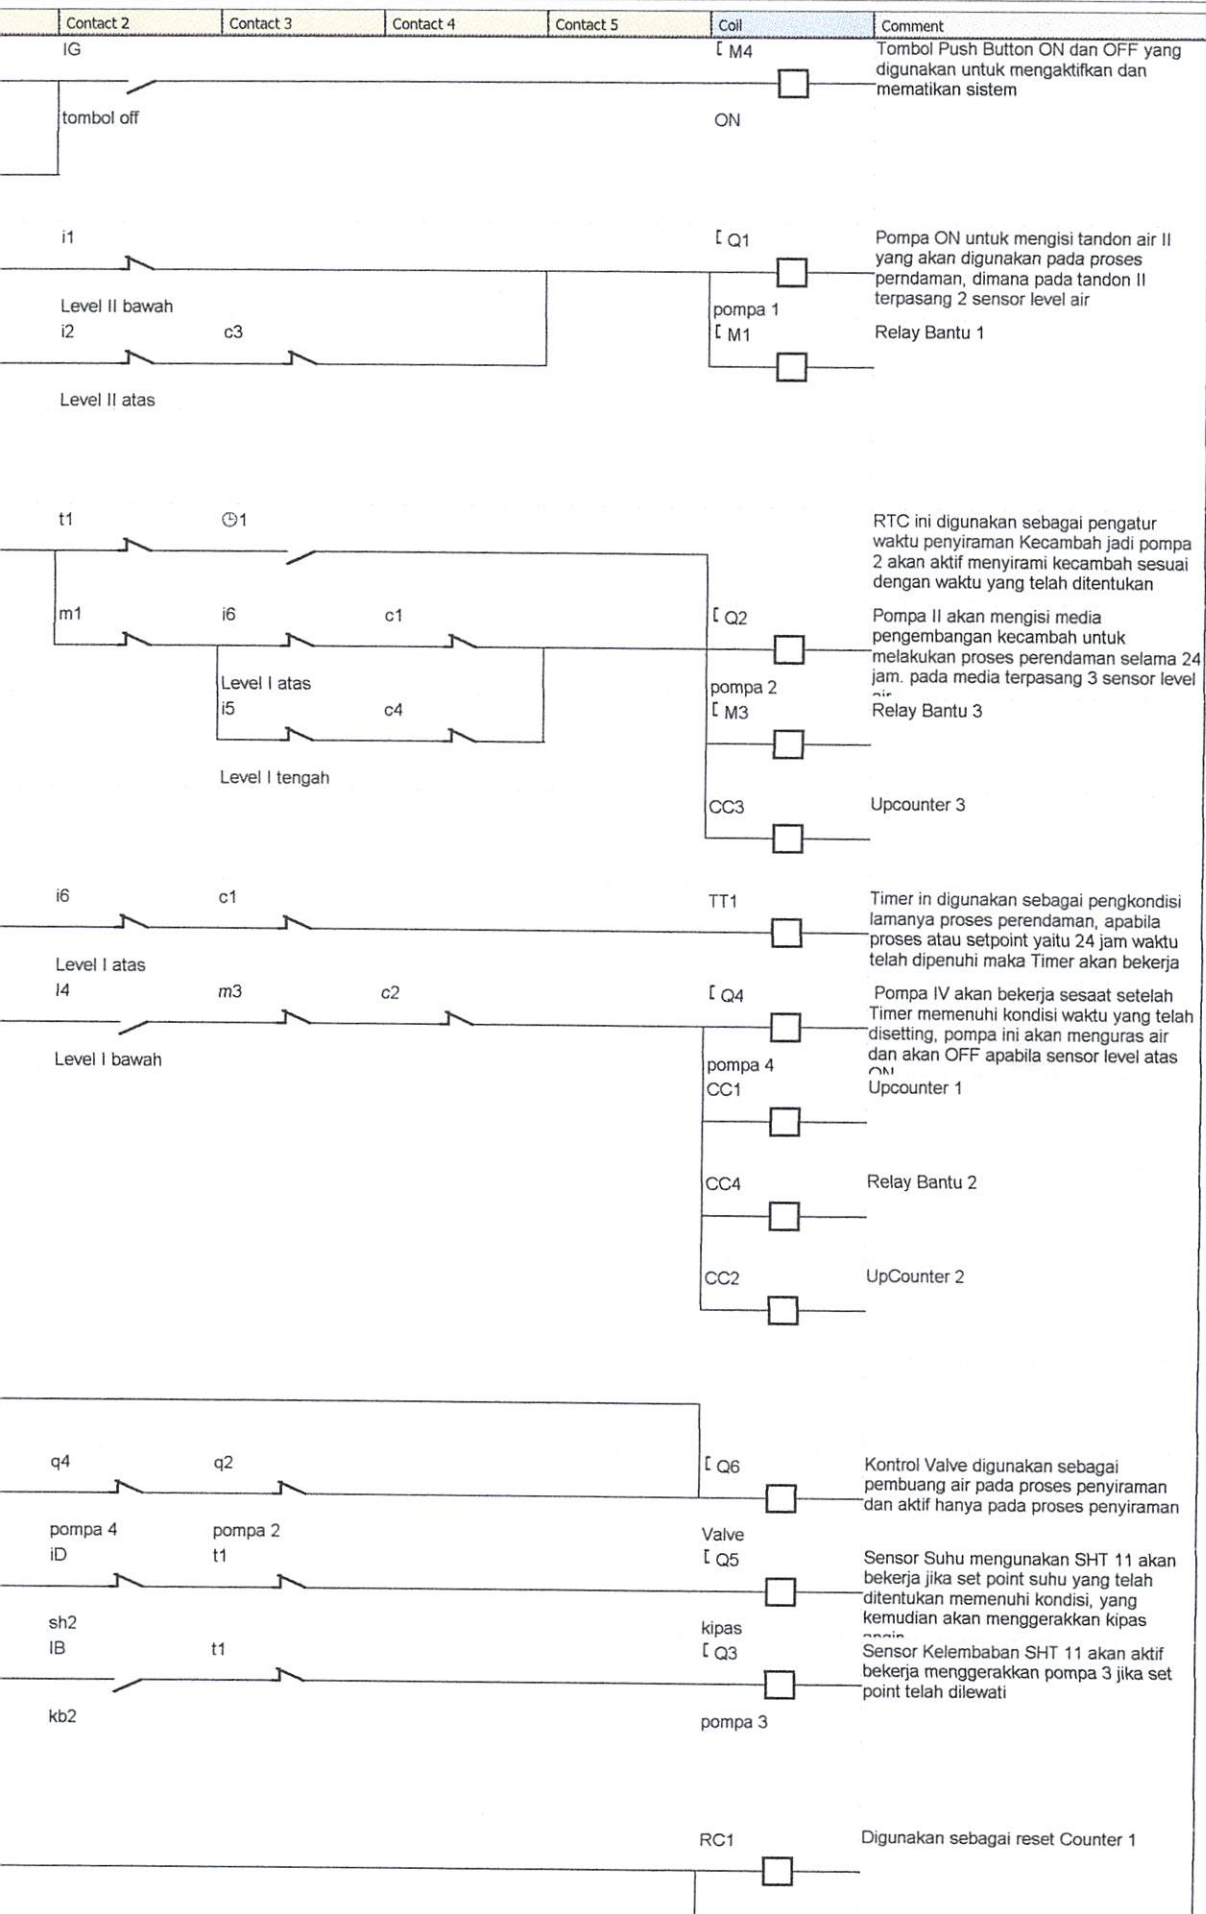 Contact 2 Contact 3 Contact 4 Contact 5 Coil Comment
IG [ M4 Tombol Push Button ON dan OFF yang
digunakan untuk mengaktifkan dan
mematikan sistem
tombol off ON
i1 [ Q1 Pompa ON untuk mengisi tandon air II
yang akan digunakan pada proses
perndaman, dimana pada tandon II
terpasang 2 sensor level air
Level II bawah pompa 1
i2 c3 [ M1 Relay Bantu 1
Level II atas
t1 1 RTC ini digunakan sebagai pengatur
waktu penyiraman Kecambah jadi pompa
2 akan aktif menyirami kecambah sesuai
dengan waktu yang telah ditentukan
m1 i6 c1 [ Q2 Pompa II akan mengisi media
pengembangan kecambah untuk
melakukan proses perendaman selama 24
jam. pada media terpasang 3 sensor level
Level I atas pompa 2
i5 c4 [ M3 Relay Bantu 3
Level I tengah
CC3 Upcounter 3
i6 c1 TT1 Timer in digunakan sebagai pengkondisi
lamanya proses perendaman, apabila
proses atau setpoint yaitu 24 jam waktu
telah dipenuhi maka Timer akan bekerja
Level I atas
I4 m3 c2 [ Q4 Pompa IV akan bekerja sesaat setelah
Timer memenuhi kondisi waktu yang telah
disetting, pompa ini akan menguras air
dan akan OFF apabila sensor level atas
Level I bawah pompa 4
CC1 Upcounter 1
CC4 Relay Bantu 2
CC2 UpCounter 2
q4 q2 [ Q6 Kontrol Valve digunakan sebagai
pembuang air pada proses penyiraman
dan aktif hanya pada proses penyiraman
pompa 4 pompa 2 Valve
iD t1 [ Q5 Sensor Suhu mengunakan SHT 11 akan
bekerja jika set point suhu yang telah
ditentukan memenuhi kondisi, yang
kemudian akan menggerakkan kipas
sh2 kipas
IB t1 [ Q3 Sensor Kelembaban SHT 11 akan aktif
bekerja menggerakkan pompa 3 jika set
point telah dilewati
kb2 pompa 3
RC1 Digunakan sebagai reset Counter 1